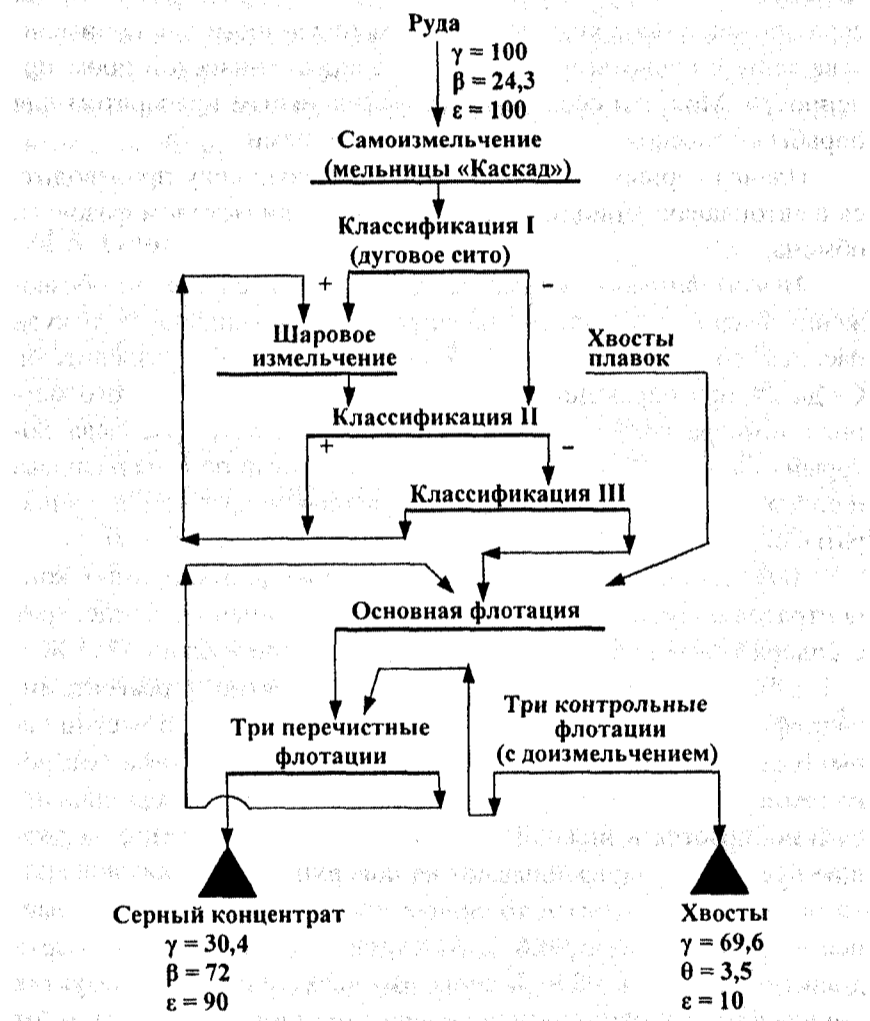 Руда
γ = 100
β = 24,3
ε = 100
Самоизмельчение
(мельницы «Каскад»)
Классификация I
(дуговое сито)
+
–
Шаровое
измельчение
Хвосты
плавок
Классификация II
+
–
Классификация III
Основная флотация
Три перечистные
флотации
Три контрольные
флотации
(с доизмельчением)
Серный концентрат
γ = 30,4
β = 72
ε = 90
Хвосты
γ = 69,6
θ = 3,5
ε = 10